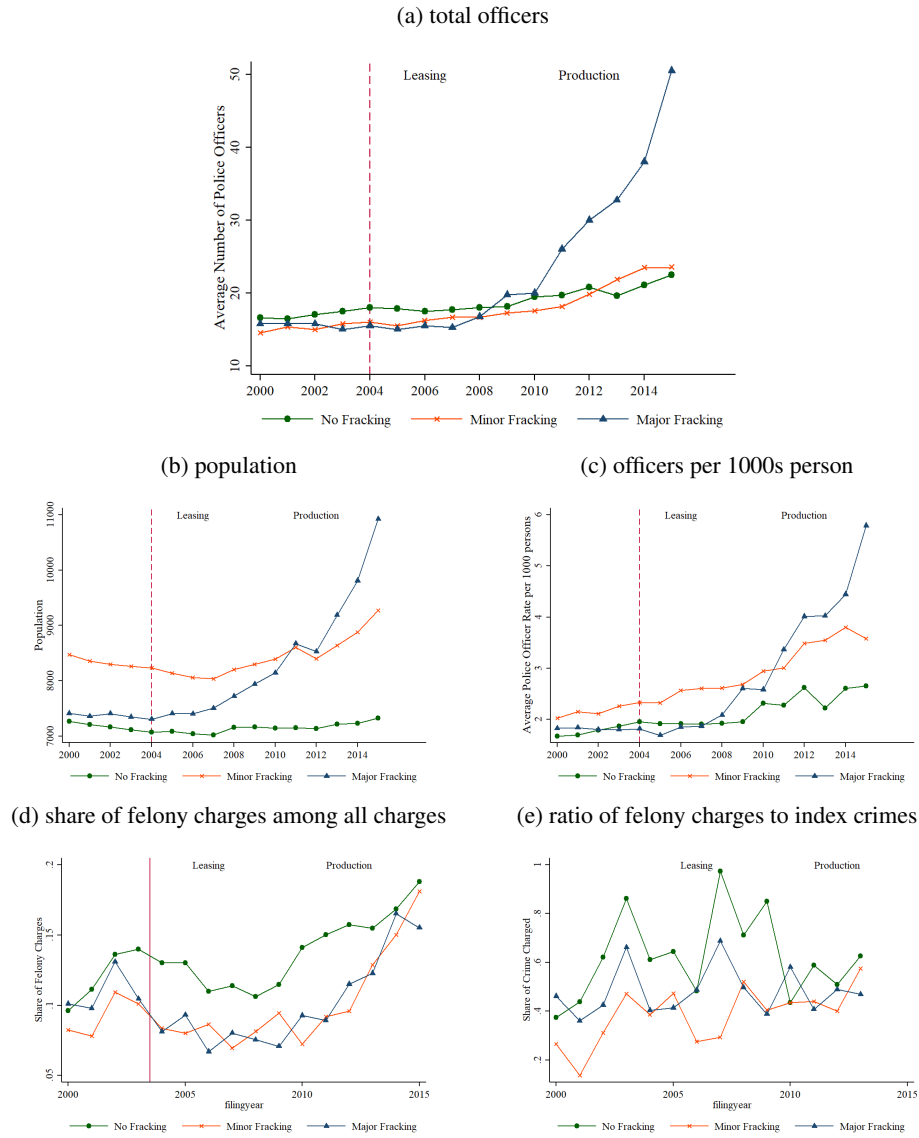 (a) total officers
Average Number of Police Officers
50
40
30
20
10
Leasing
Production
2000 2002 2004 2006 2008 2010 2012 2014
No Fracking Minor Fracking Major Fracking
(b) population
Population
11000
10000
9000
8000
7000
Leasing
Production
2000 2002 2004 2006 2008 2010 2012 2014
No Fracking Minor Fracking Major Fracking
(c) officers per 1000s person
Average Police Officer Rate per 1000 persons
6
5
4
3
2
Leasing
Production
2000 2002 2004 2006 2008 2010 2012 2014
No Fracking Minor Fracking Major Fracking
(d) share of felony charges among all charges
Share of Felony Charges
.2
.15
.1
.05
Leasing
Production
2000 2005 2010 2015
filingyear
No Fracking Minor Fracking Major Fracking
(e) ratio of felony charges to index crimes
Share of Crime Charged
1
.8
.6
.4
.2
Leasing
Production
2000 2005 2010 2015
filingyear
No Fracking Minor Fracking Major Fracking